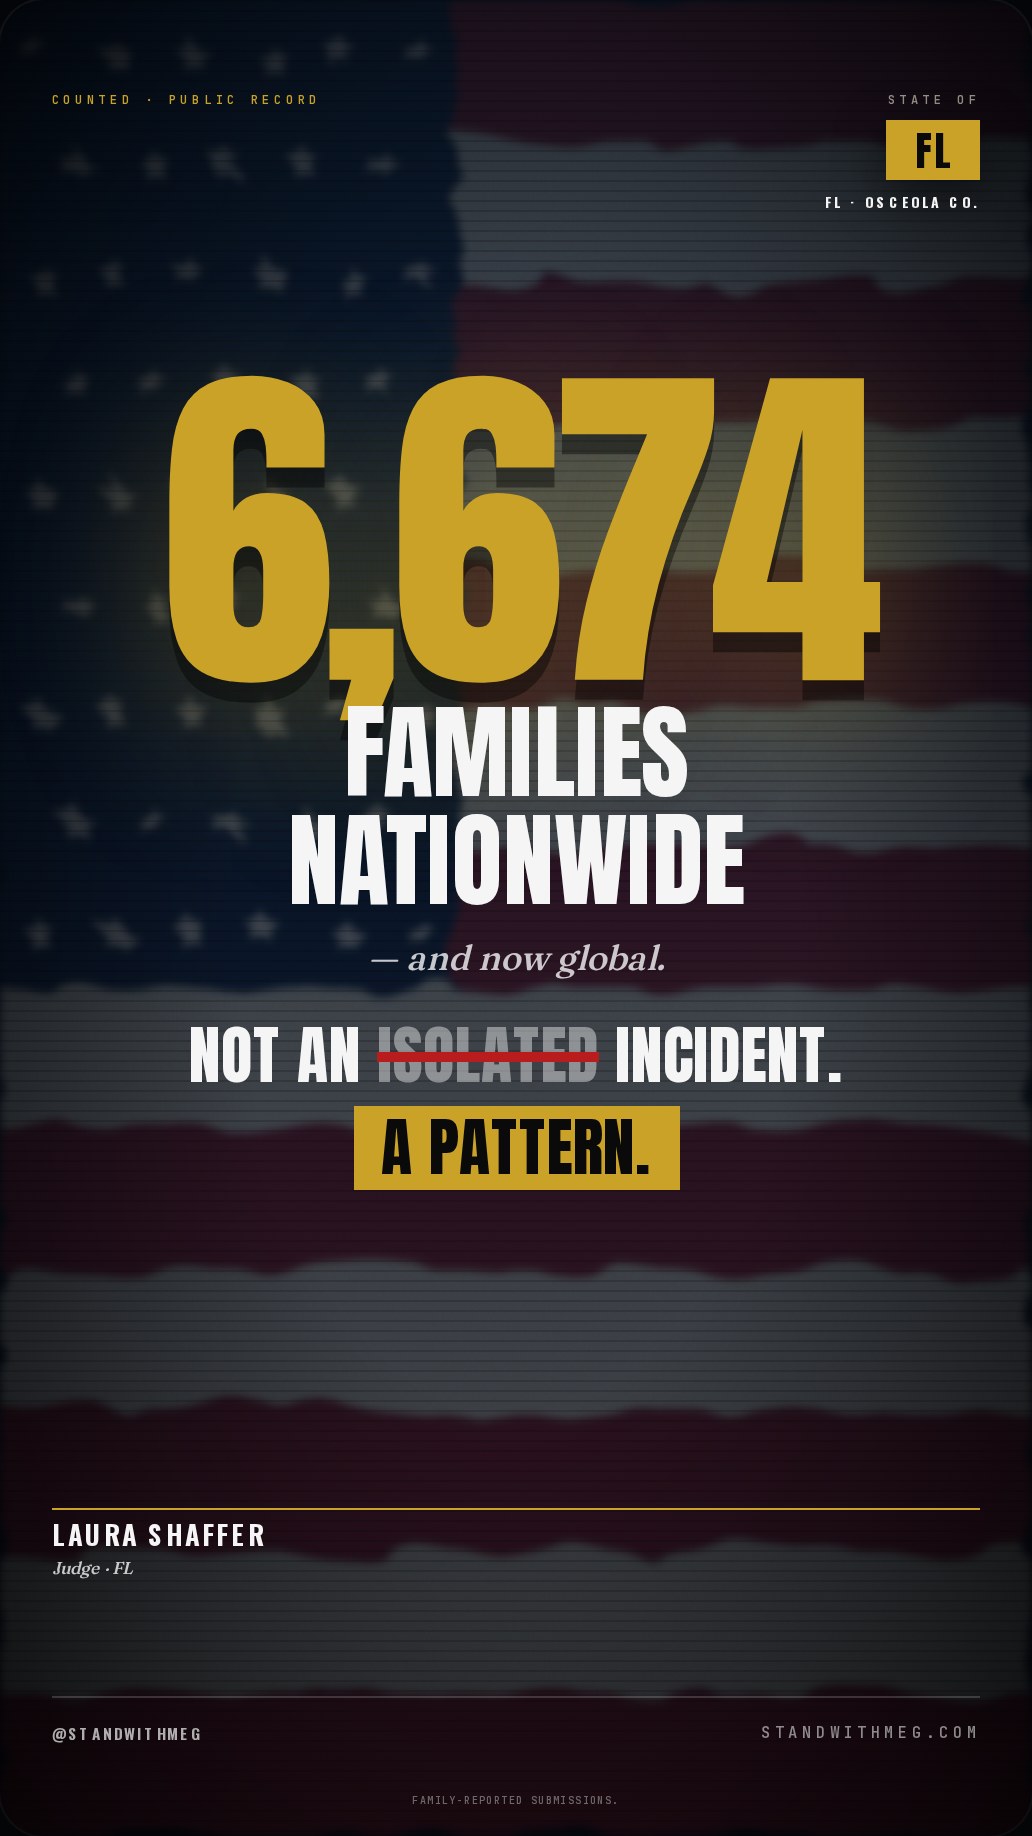 COUNTED · PUBLIC RECORD
STATE OF
FL
FL · OSCEOLA CO.
6,674
FAMILIES
NATIONWIDE
— and now global.
NOT AN ISOLATED INCIDENT.
A PATTERN.
LAURA SHAFFER
Judge · FL
@STANDWITHMEG
STANDWITHMEG.COM
FAMILY-REPORTED SUBMISSIONS.